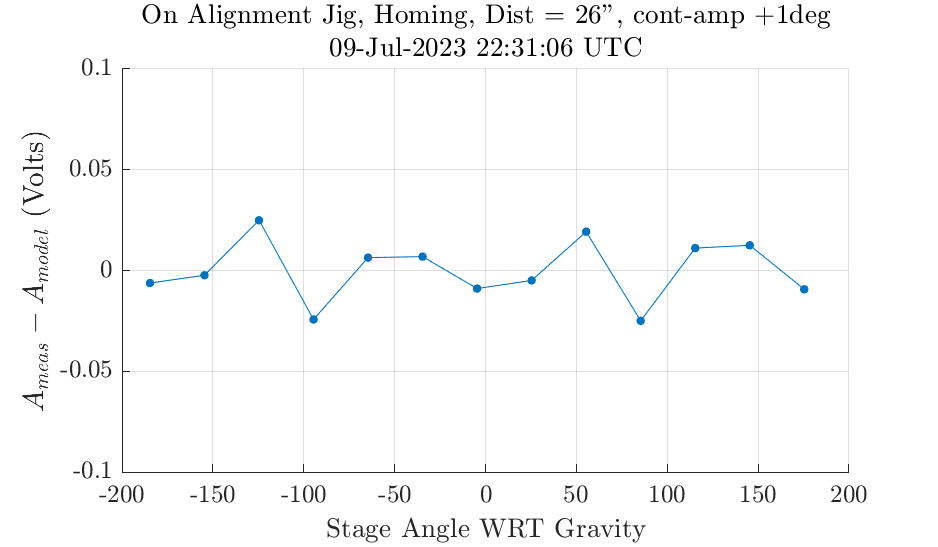 On Alignment Jig, Homing, Dist = 26”, cont-amp +1deg
09-Jul-2023 22:31:06 UTC
0.1
0.05
0
-0.05
-0.1
A_meas − A_model (Volts)
-200 -150 -100 -50 0 50 100 150 200
Stage Angle WRT Gravity